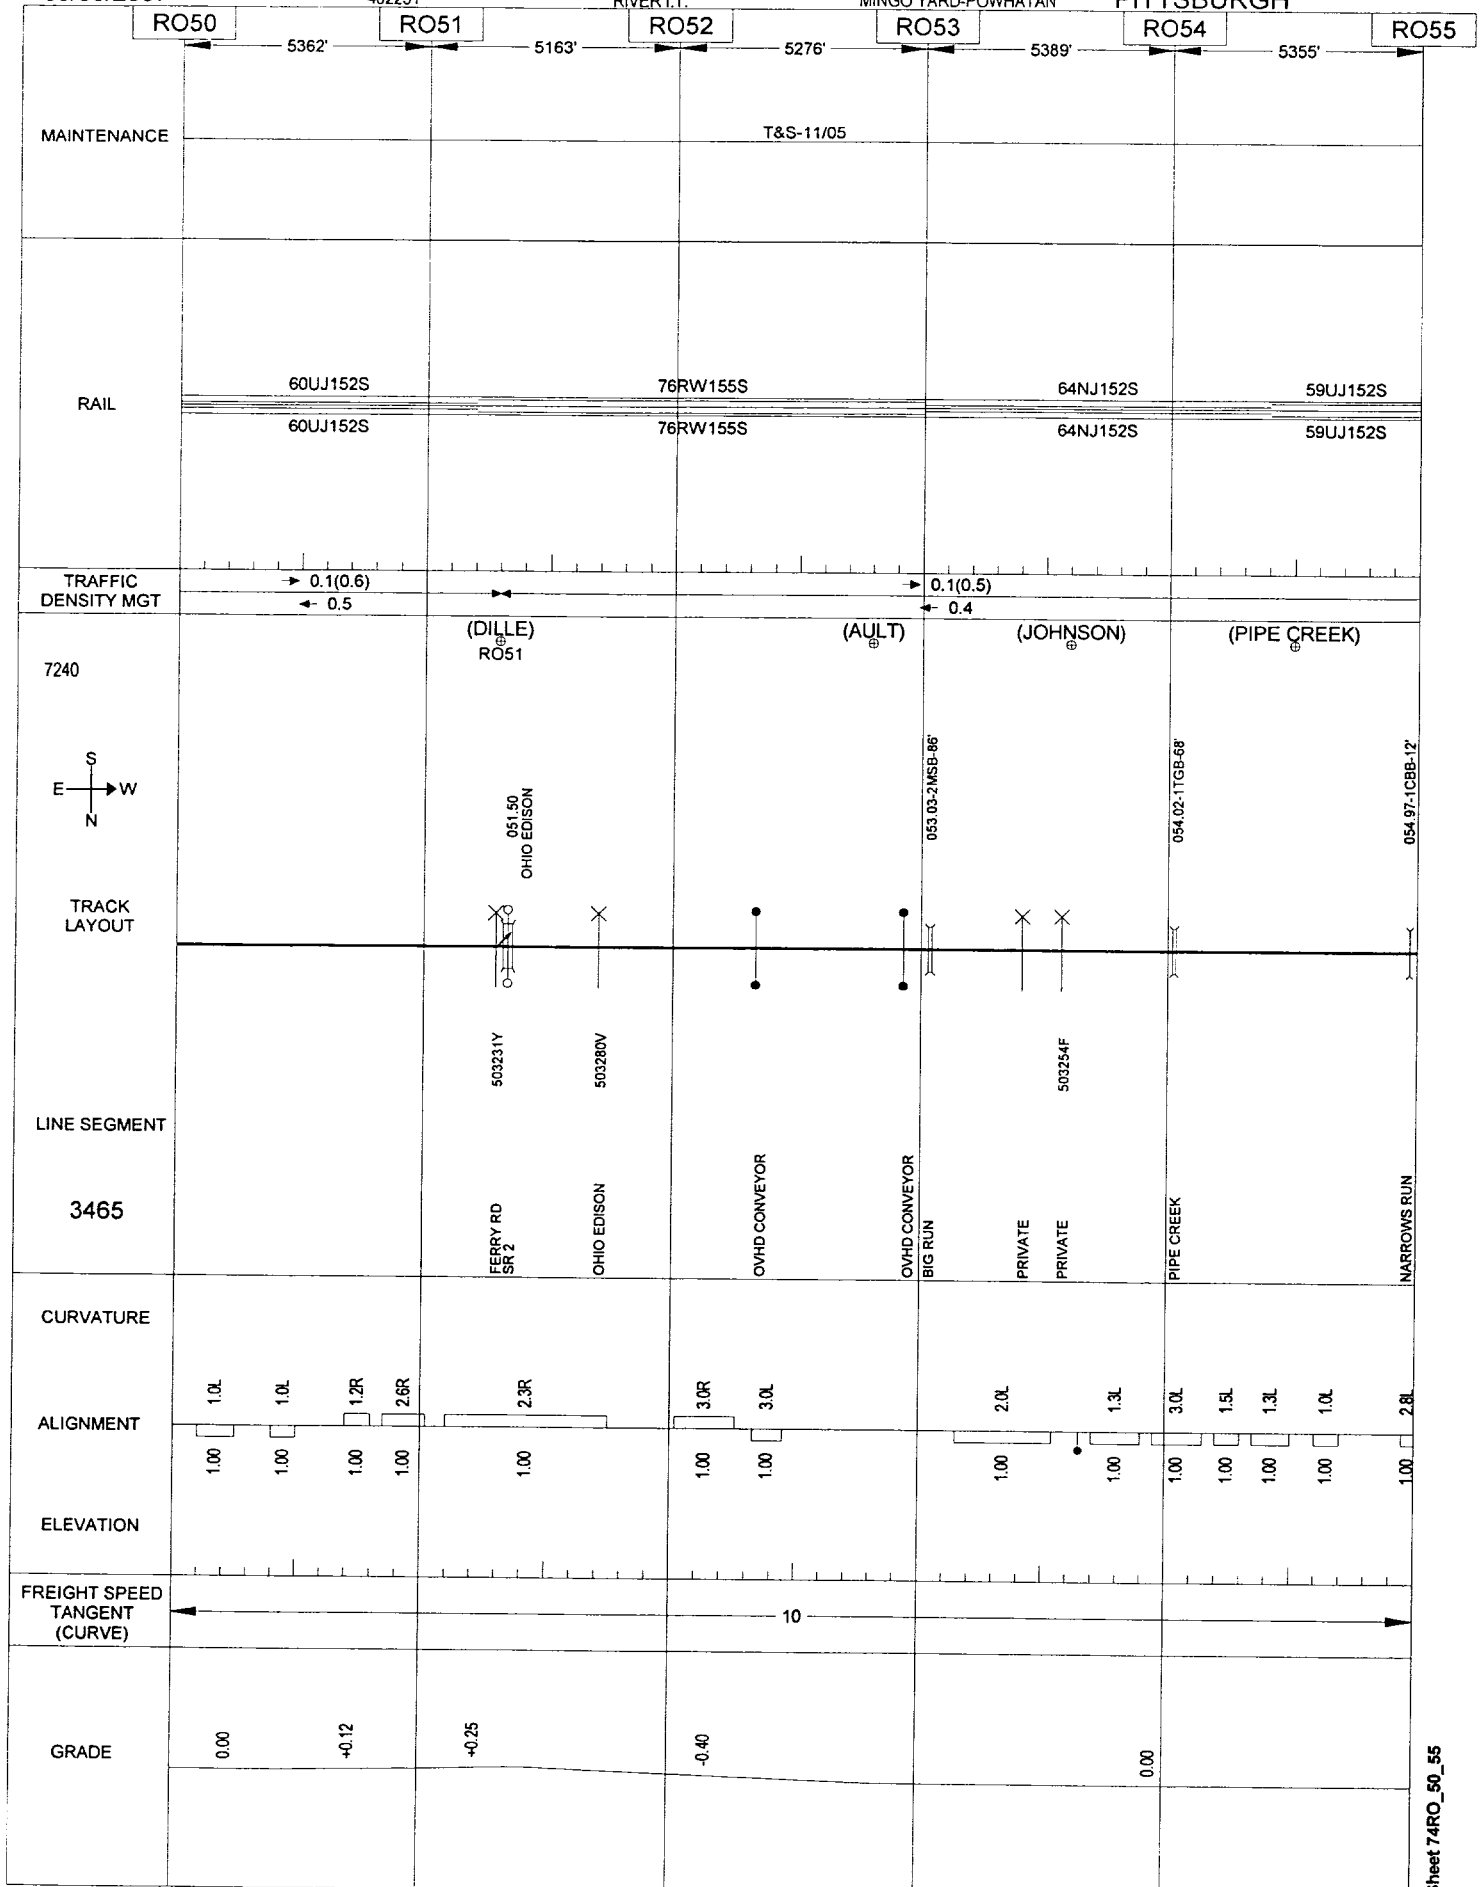 RIVER I.T.
MINGO YARD-POWHATAN
PITTSBURGH
RO50
RO51
RO52
RO53
RO54
RO55
5362'
5163'
5276'
5389'
5355'
MAINTENANCE
T&S-11/05
RAIL
60UJ152S
76RW155S
64NJ152S
59UJ152S
60UJ152S
76RW155S
64NJ152S
59UJ152S
TRAFFIC
DENSITY MGT
0.1(0.6)
0.5
0.1(0.5)
0.4
(DILLE)
RO51
(AULT)
(JOHNSON)
(PIPE CREEK)
7240
S
E
W
N
051.50
OHIO EDISON
053.03-2MSB-86'
054.02-1TGB-68'
054.97-1CBB-12'
TRACK
LAYOUT
503231Y
503280V
503254F
LINE SEGMENT
3465
FERRY RD
SR 2
OHIO EDISON
OVHD CONVEYOR
OVHD CONVEYOR
BIG RUN
PRIVATE
PRIVATE
PIPE CREEK
NARROWS RUN
CURVATURE
ALIGNMENT
1.0L
1.0L
1.2R
2.6R
2.3R
3.0R
3.0L
2.0L
1.3L
3.0L
1.5L
1.3L
1.0L
2.8L
1.00
1.00
1.00
1.00
1.00
1.00
1.00
1.00
1.00
1.00
1.00
1.00
1.00
1.00
ELEVATION
FREIGHT SPEED
TANGENT
(CURVE)
10
GRADE
0.00
+0.12
+0.25
-0.40
0.00
Sheet 74RO_50_55